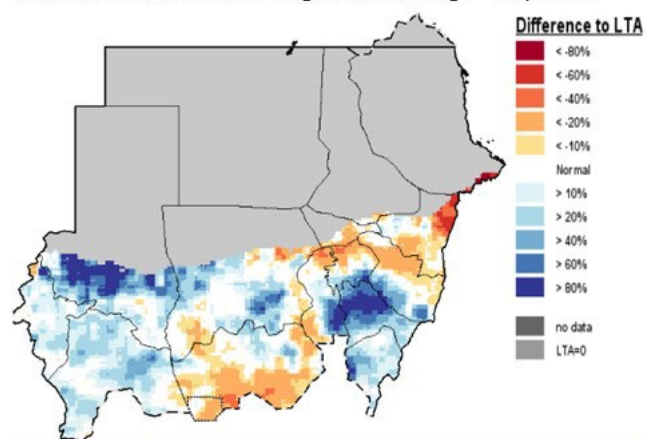 Difference to LTA
< -80%
< -60%
< -40%
< -20%
< -10%
Normal
> 10%
> 20%
> 40%
> 60%
> 80%
no data
LTA=0